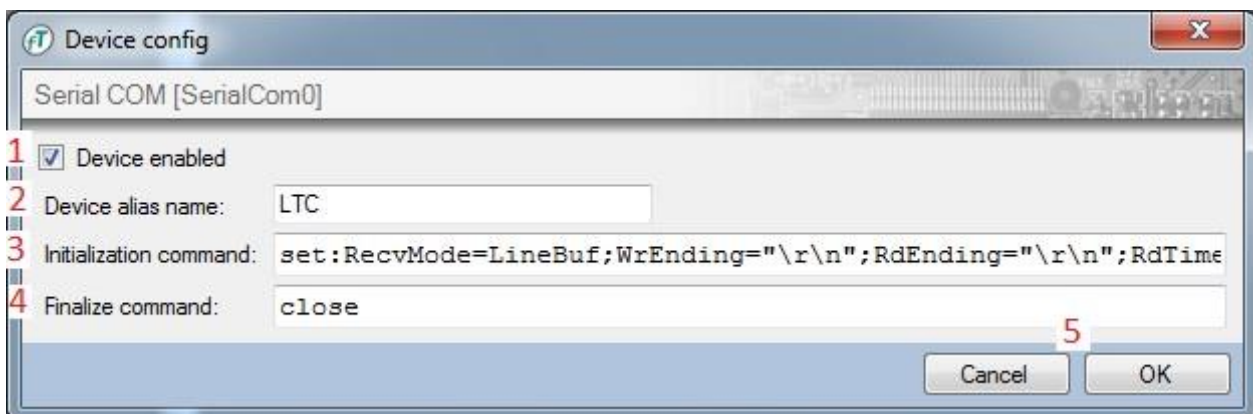 fT Device config x
Serial COM [SerialCom0]
1 Device enabled
2 Device alias name: LTC
3 Initialization command: set:RecvMode=LineBuf;WrEnding="\r\n";RdEnding="\r\n";RdTime
4 Finalize command: close
5
Cancel OK